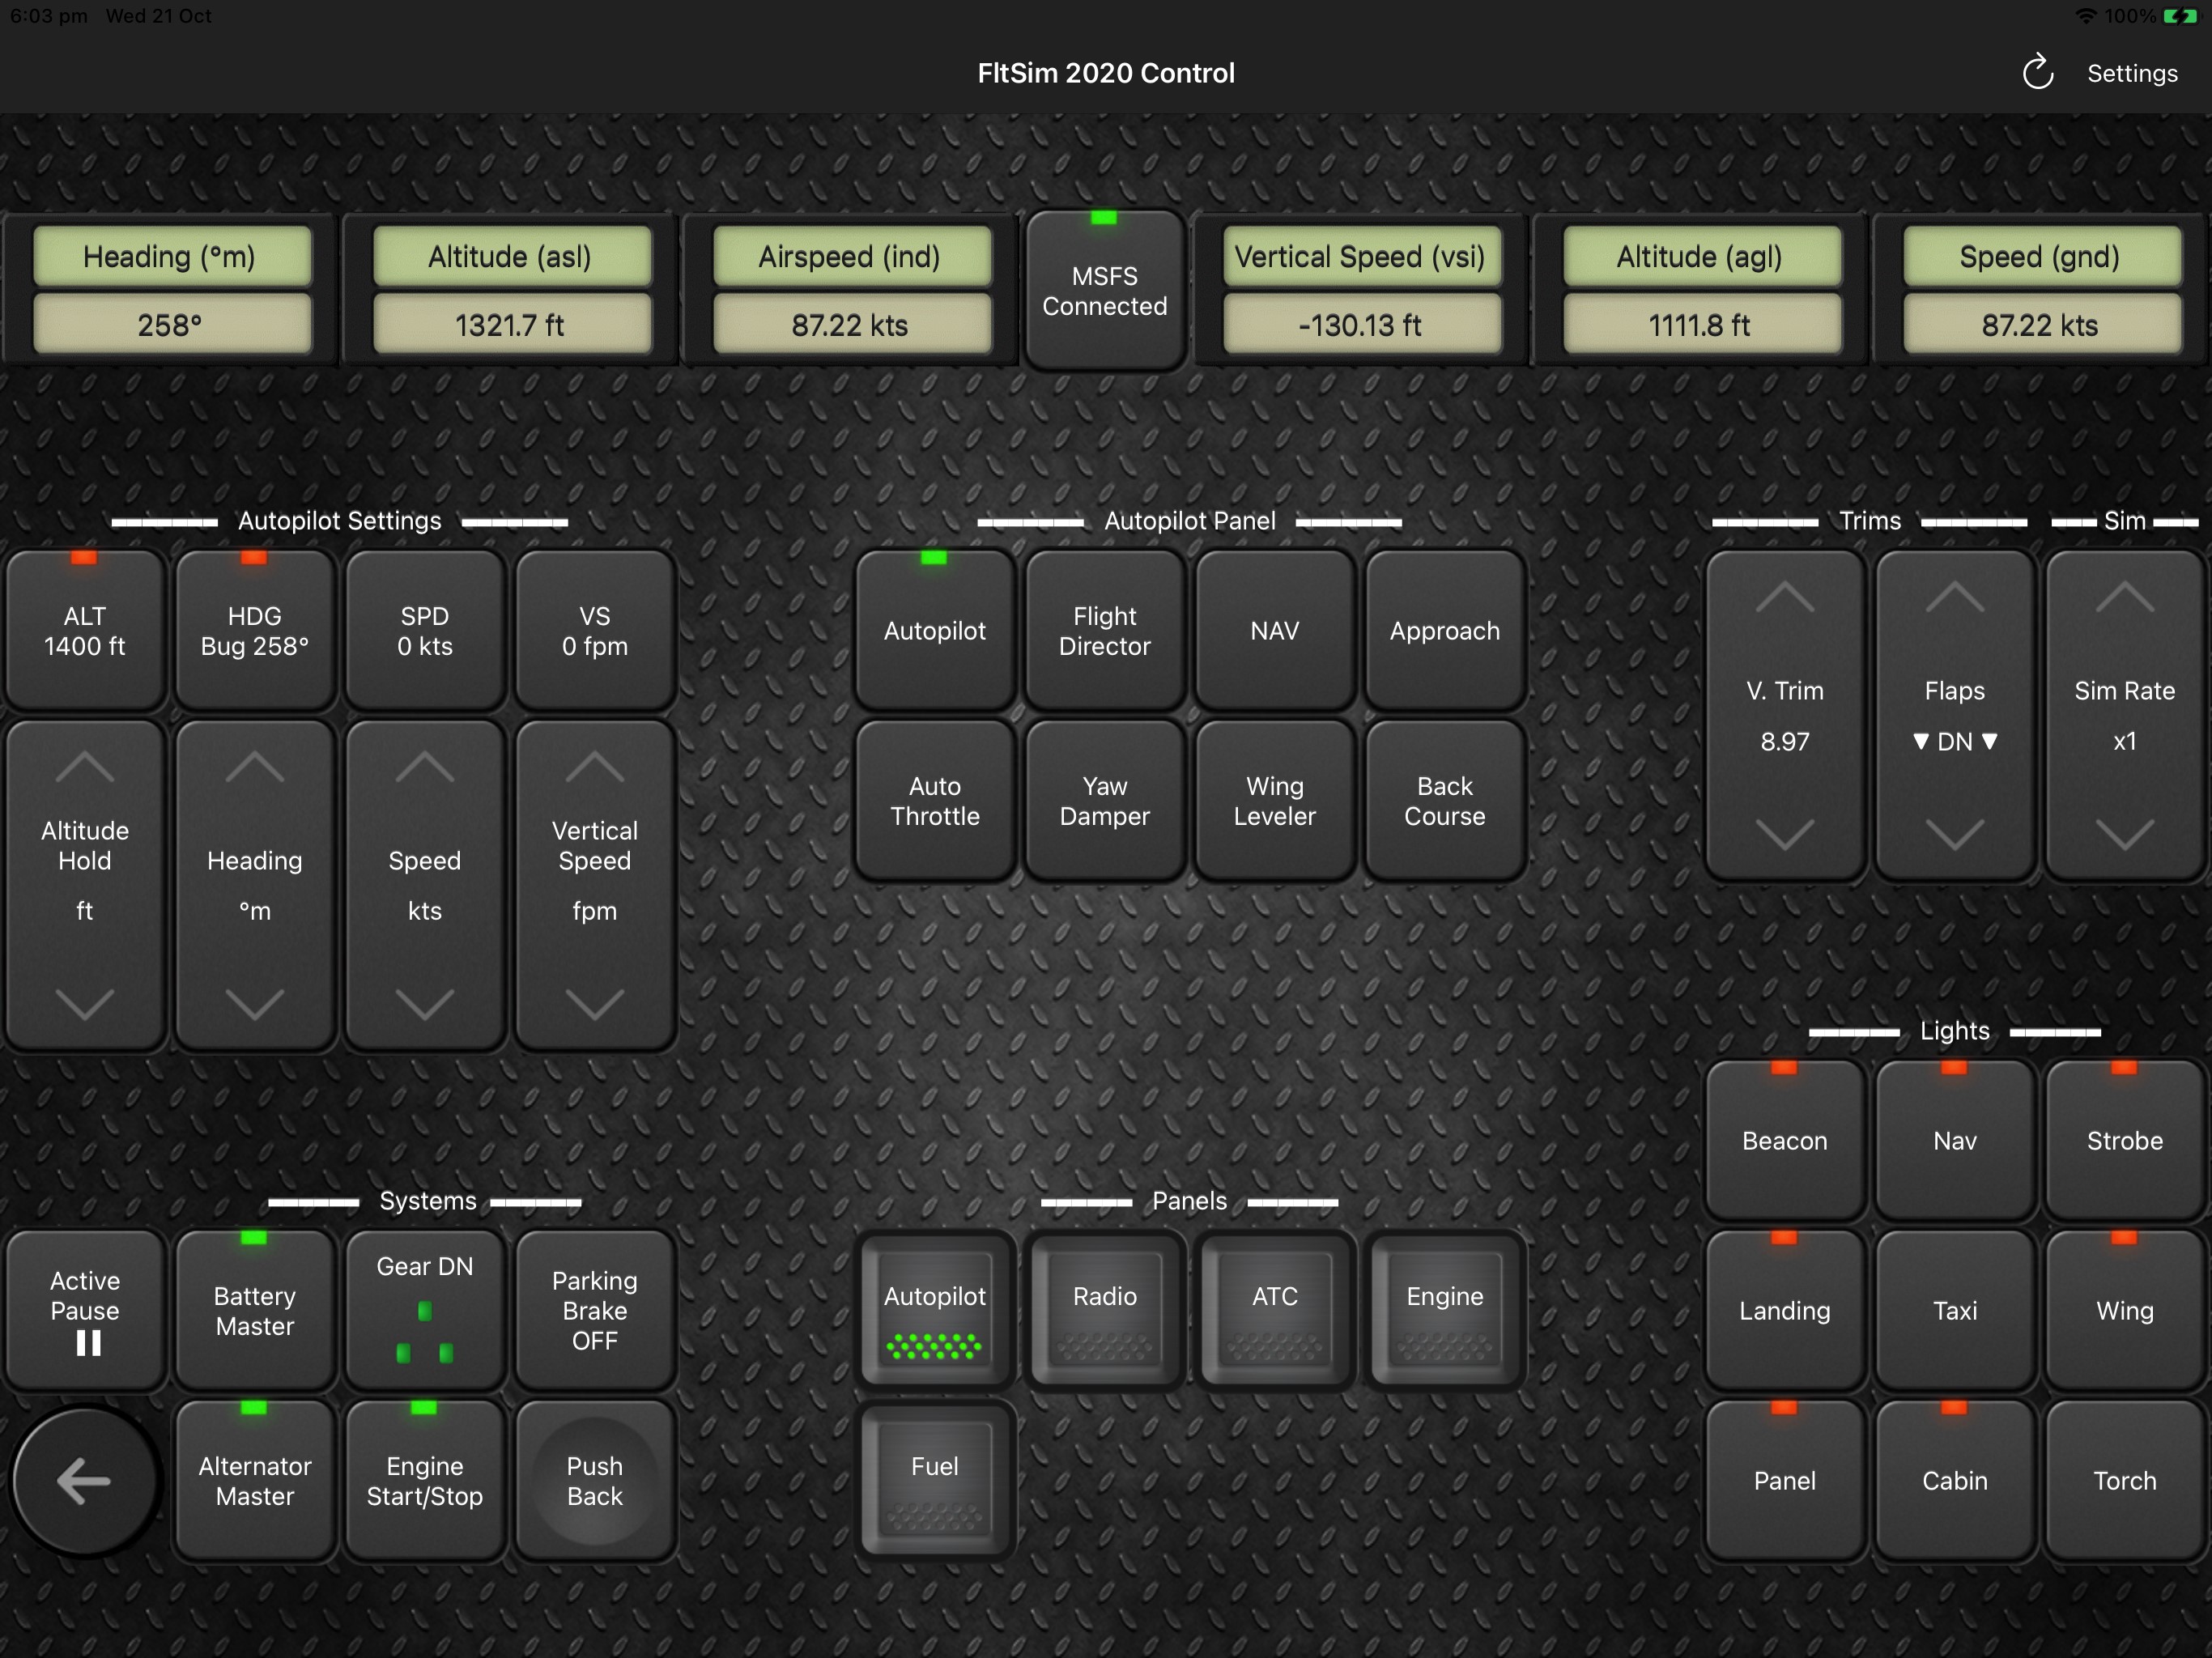 6:03 pm Wed 21 Oct
100%
FltSim 2020 Control
Settings
Heading (°m)
258°
Altitude (asl)
1321.7 ft
Airspeed (ind)
87.22 kts
MSFS
Connected
Vertical Speed (vsi)
-130.13 ft
Altitude (agl)
1111.8 ft
Speed (gnd)
87.22 kts
Autopilot Settings
ALT
1400 ft
HDG
Bug 258°
SPD
0 kts
VS
0 fpm
Altitude
Hold
ft
Heading
°m
Speed
kts
Vertical
Speed
fpm
Autopilot Panel
Autopilot
Flight
Director
NAV
Approach
Auto
Throttle
Yaw
Damper
Wing
Leveler
Back
Course
Trims
Sim
V. Trim
8.97
Flaps
▼ DN ▼
Sim Rate
x1
Lights
Beacon
Nav
Strobe
Landing
Taxi
Wing
Panel
Cabin
Torch
Systems
Active
Pause
Battery
Master
Gear DN
Parking
Brake
OFF
Alternator
Master
Engine
Start/Stop
Push
Back
Panels
Autopilot
Radio
ATC
Engine
Fuel